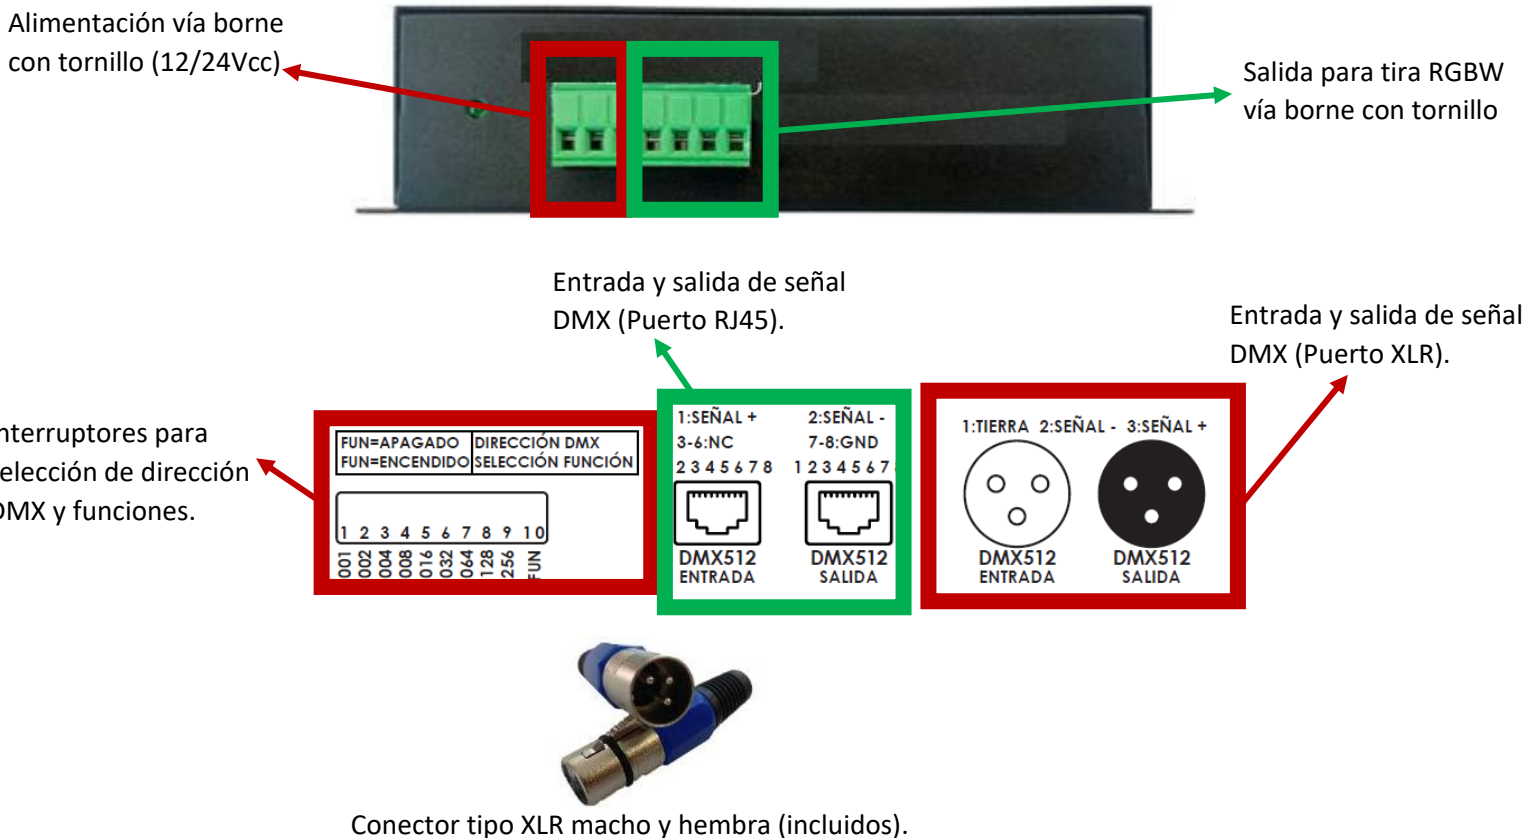 Alimentación vía borne
con tornillo (12/24Vcc)
Salida para tira RGBW
vía borne con tornillo
Entrada y salida de señal
DMX (Puerto RJ45).
Entrada y salida de señal
DMX (Puerto XLR).
nterruptores para
elección de dirección
DMX y funciones.
FUN=APAGADO DIRECCIÓN DMX
FUN=ENCENDIDO SELECCIÓN FUNCIÓN
1 2 3 4 5 6 7 8 9 10
001 002 004 008 016 032 064 128 256 FUN
1:SEÑAL + 2:SEÑAL -
3-6:NC 7-8:GND
2 3 4 5 6 7 8 1 2 3 4 5 6 7
DMX512 DMX512
ENTRADA SALIDA
1:TIERRA 2:SEÑAL - 3:SEÑAL +
DMX512 DMX512
ENTRADA SALIDA
Conector tipo XLR macho y hembra (incluidos).